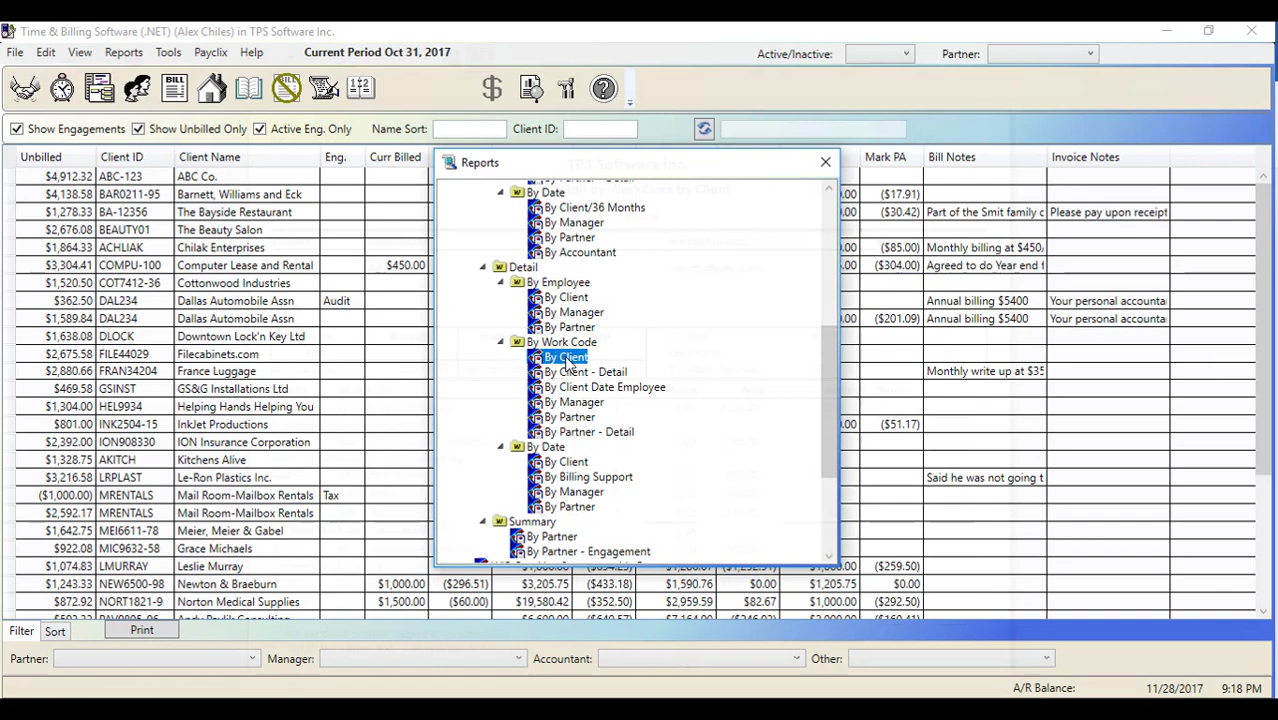 Time & Billing Software (.NET) (Alex Chiles) in TPS Software Inc.
File Edit View Reports Tools Payclix Help Current Period Oct 31, 2017 Active/Inactive: Partner:
BILL BILL
Show Engagements Show Unbilled Only Active Eng. Only Name Sort: Client ID:
Unbilled Client ID Client Name Eng. Curr Billed Mark PA Bill Notes Invoice Notes
$4,912.32 ABC-123 ABC Co.
$4,138.58 BAR0211-95 Barnett, Williams and Eck ($17.91)
$1,278.33 BA-12356 The Bayside Restaurant ($30.42) Part of the Smit family c Please pay upon receipt
$2,676.08 BEAUTY01 The Beauty Salon
$1,864.33 ACHLIAK Chilak Enterprises ($85.00) Monthly billing at $450,
$3,304.41 COMPU-100 Computer Lease and Rental $450.00 ($304.00) Agreed to do Year end f
$1,520.50 COT7412-36 Cottonwood Industries
$362.50 DAL234 Dallas Automobile Assn Audit Annual billing $5400 Your personal accounta
$1,589.84 DAL234 Dallas Automobile Assn ($201.09) Annual billing $5400 Your personal accounta
$1,638.08 DLOCK Downtown Lock'n Key Ltd
$2,675.58 FILE44029 Filecabinets.com
$2,880.66 FRAN34204 France Luggage Monthly write up at $35
$469.58 GSINST GS&G Installations Ltd
$1,304.00 HEL9934 Helping Hands Helping You
$801.00 INK2504-15 InkJet Productions ($51.17)
$2,392.00 ION908330 ION Insurance Corporation
$1,328.75 AKITCH Kitchens Alive
$3,216.58 LRPLAST Le-Ron Plastics Inc. Said he was not going t
($1,000.00) MRENTALS Mail Room-Mailbox Rentals Tax
$2,592.17 MRENTALS Mail Room-Mailbox Rentals
$1,642.75 MEI6611-78 Meier, Meier & Gabel
$922.08 MIC9632-58 Grace Michaels
$1,074.83 LMURRAY Leslie Murray ($259.50)
$1,243.33 NEW6500-98 Newton & Braeburn $1,000.00 ($296.51) $3,205.75 ($433.18) $1,590.76 $0.00 $1,205.75 $0.00
$872.92 NORT1821-9 Norton Medical Supplies $1,500.00 ($60.00) $19,580.42 ($352.50) $2,959.59 $82.67 $1,000.00 ($292.50)
Reports
By Date
By Client/36 Months
By Manager
By Partner
By Accountant
Detail
By Employee
By Client
By Manager
By Partner
By Work Code
By Client
By Client - Detail
By Client Date Employee
By Manager
By Partner
By Partner - Detail
By Date
By Client
By Billing Support
By Manager
By Partner
Summary
By Partner
By Partner - Engagement
Filter Sort Print
Partner: Manager: Accountant: Other:
A/R Balance: 11/28/2017 9:18 PM